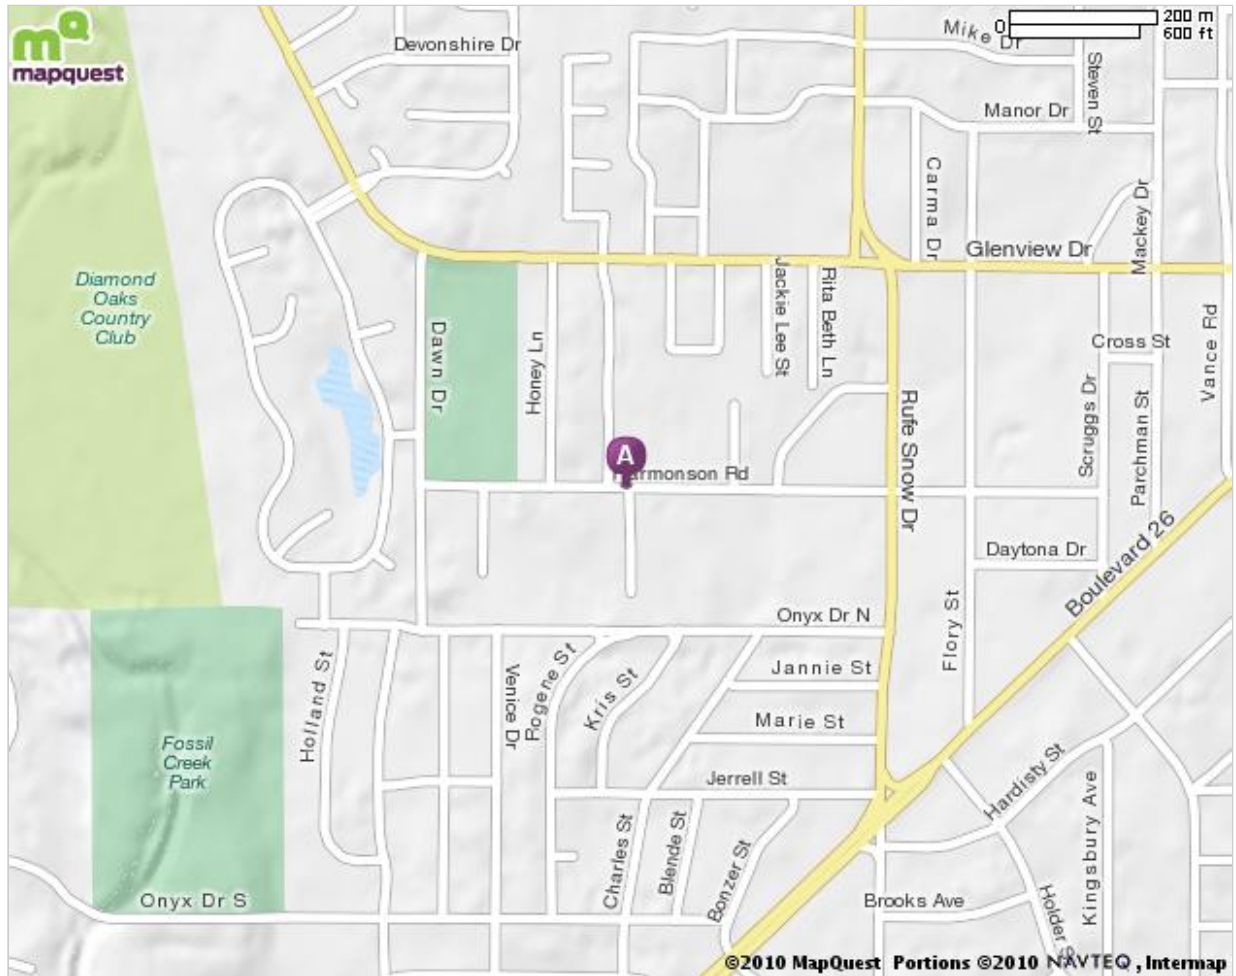 200 m
0
600 ft
mapquest
Devonshire Dr
Mike Dr
Steven St
Manor Dr
Carma Dr
Mackey Dr
Glenview Dr
Diamond
Oaks
Country
Club
Dawn Dr
Honey Ln
Jackie Lee St
Rita Beth Ln
Rufe Snow Dr
Cross St
Scruggs Dr
Parchman St
Vance Rd
A
armonson Rd
Daytona Dr
Boulevard 26
Onyx Dr N
Flory St
Holland St
Venice Dr
Pogene St
Kris St
Jannie St
Marie St
Jerrell St
Fossil
Creek
Park
Hardisty St
Kingsbury Ave
Charles St
Blende St
Bonzer St
Onyx Dr S
Brooks Ave
Holder S
©2010 MapQuest Portions ©2010 NAVTEQ, Intermap